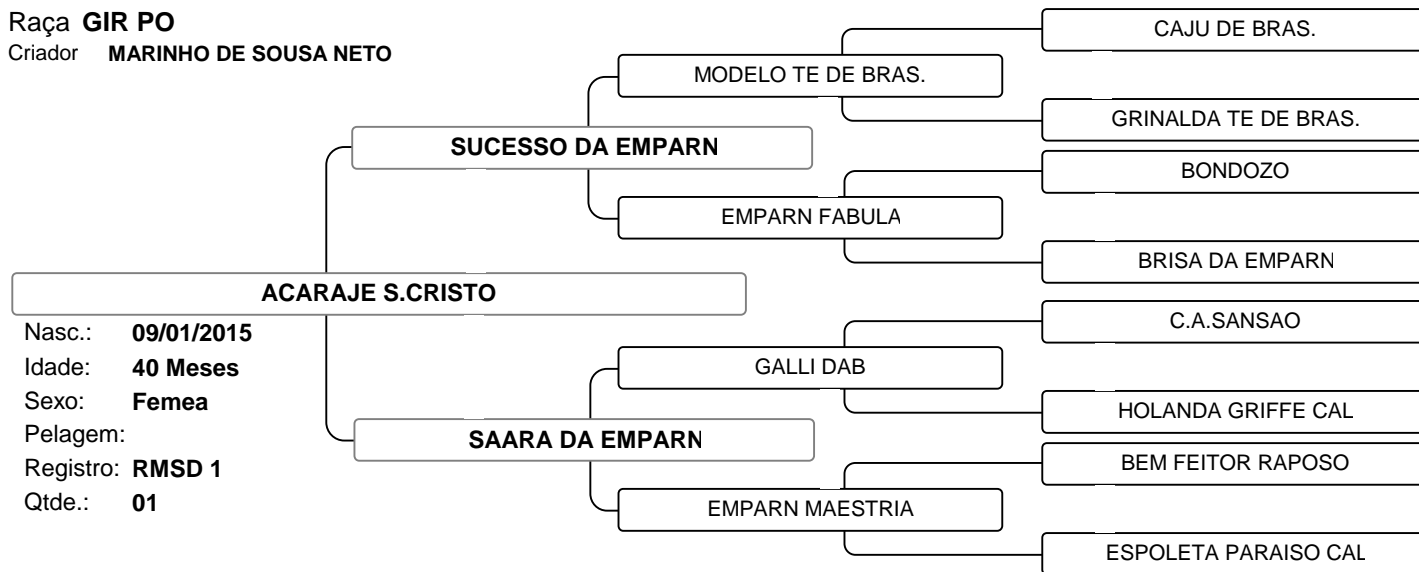 Raça GIR PO
Criador MARINHO DE SOUSA NETO
CAJU DE BRAS.
MODELO TE DE BRAS.
GRINALDA TE DE BRAS.
SUCESSO DA EMPARN
BONDOZO
EMPARN FABULA
BRISA DA EMPARN
ACARAJE S.CRISTO
Nasc.: 09/01/2015
Idade: 40 Meses
Sexo: Femea
Pelagem:
Registro: RMSD 1
Qtde.: 01
C.A.SANSAO
GALLI DAB
HOLANDA GRIFFE CAL
SAARA DA EMPARN
BEM FEITOR RAPOSO
EMPARN MAESTRIA
ESPOLETA PARAISO CAL